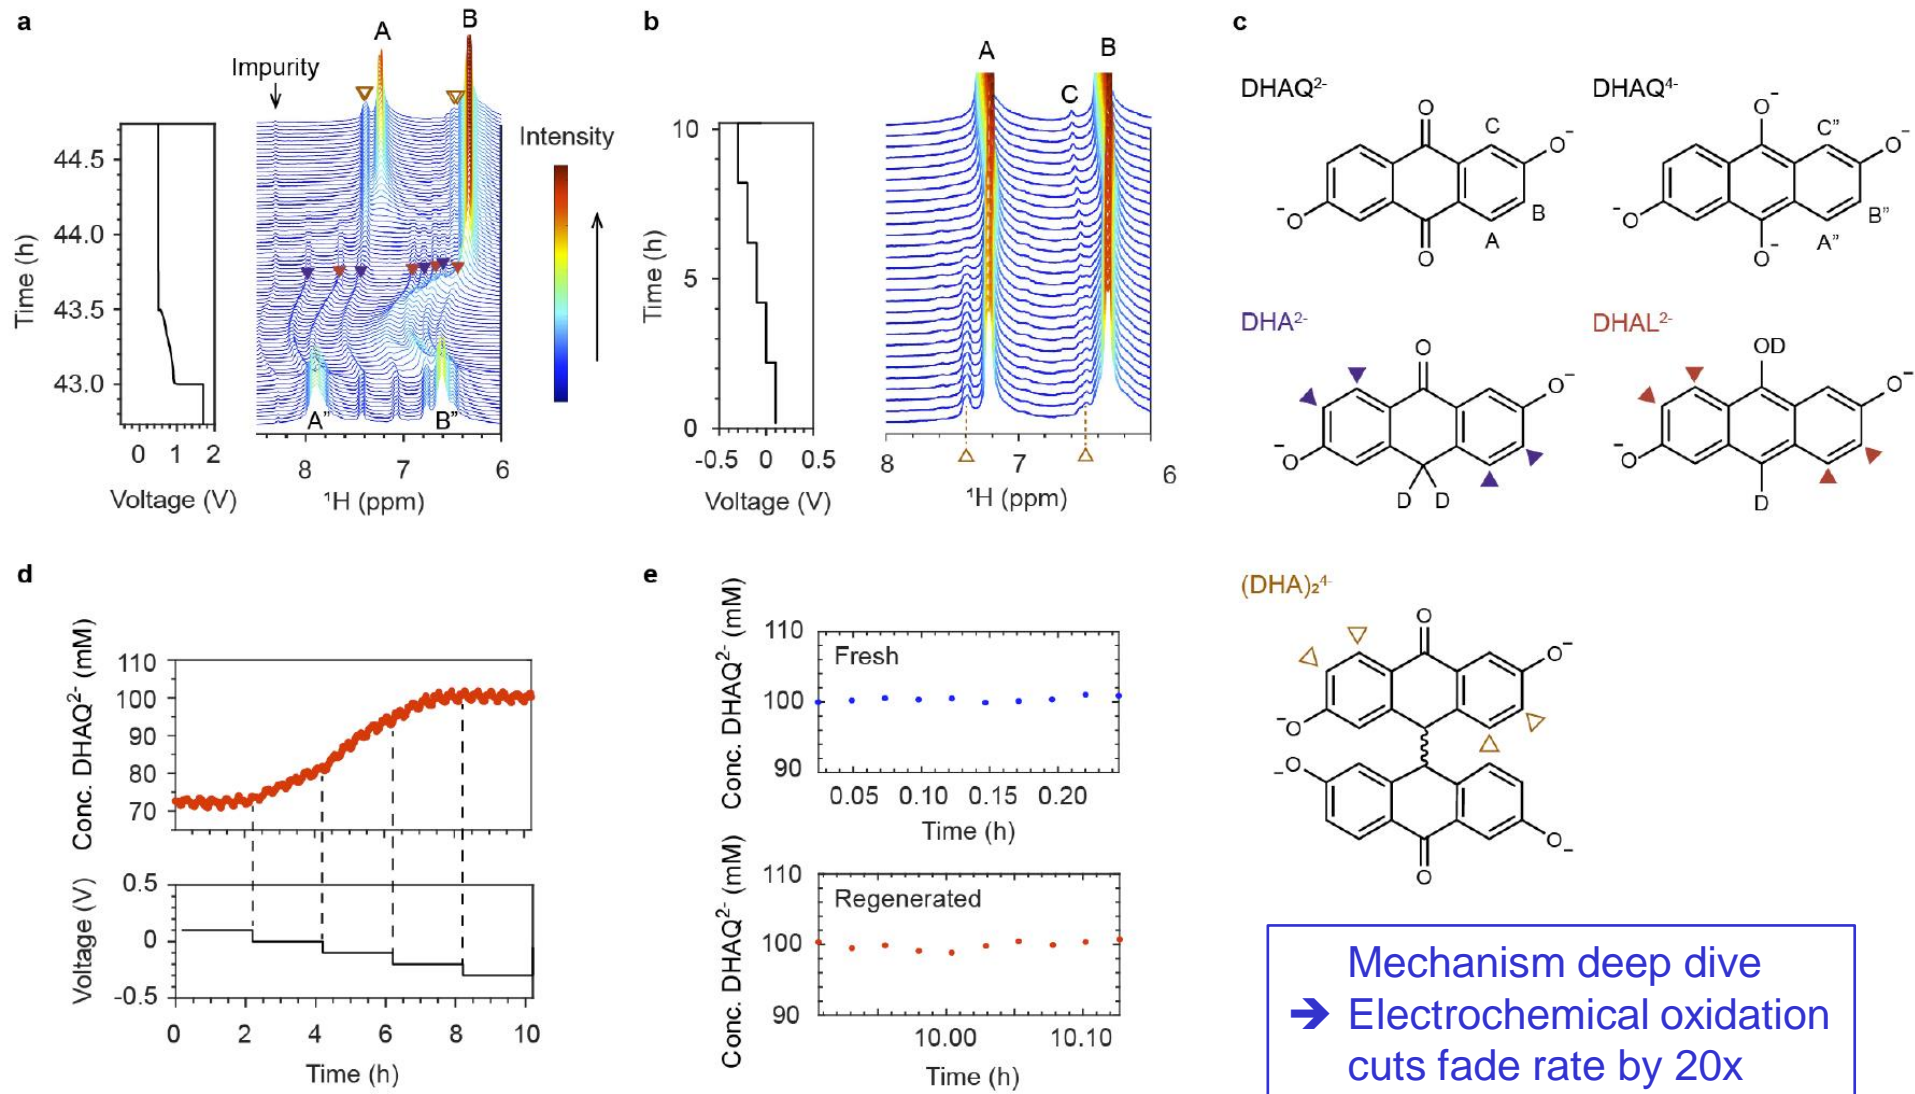 a
Impurity
A
B
Intensity
44.5
44.0
43.5
43.0
Time (h)
0 1 2
Voltage (V)
A” B”
8 7 6
¹H (ppm)
b
A
B
C
10
5
0
Time (h)
-0.5 0 0.5
Voltage (V)
8 7 6
¹H (ppm)
c
DHAQ²⁻
O
C
O⁻
B
A
⁻O
O
DHAQ⁴⁻
O⁻
C”
O⁻
B”
A”
⁻O
O⁻
DHA²⁻
O
O⁻
⁻O
D D
DHAL²⁻
OD
O⁻
⁻O
D
(DHA)₂⁴⁻
O
O⁻
⁻O
⁻O
O⁻
O
d
Conc. DHAQ²⁻ (mM)
110
100
90
80
70
Voltage (V)
0.5
0
-0.5
0 2 4 6 8 10
Time (h)
e
Conc. DHAQ²⁻ (mM)
110
100
90
Fresh
0.05 0.10 0.15 0.20
Time (h)
Conc. DHAQ²⁻ (mM)
110
100
90
Regenerated
10.00 10.10
Time (h)
Mechanism deep dive
➔ Electrochemical oxidation
cuts fade rate by 20x